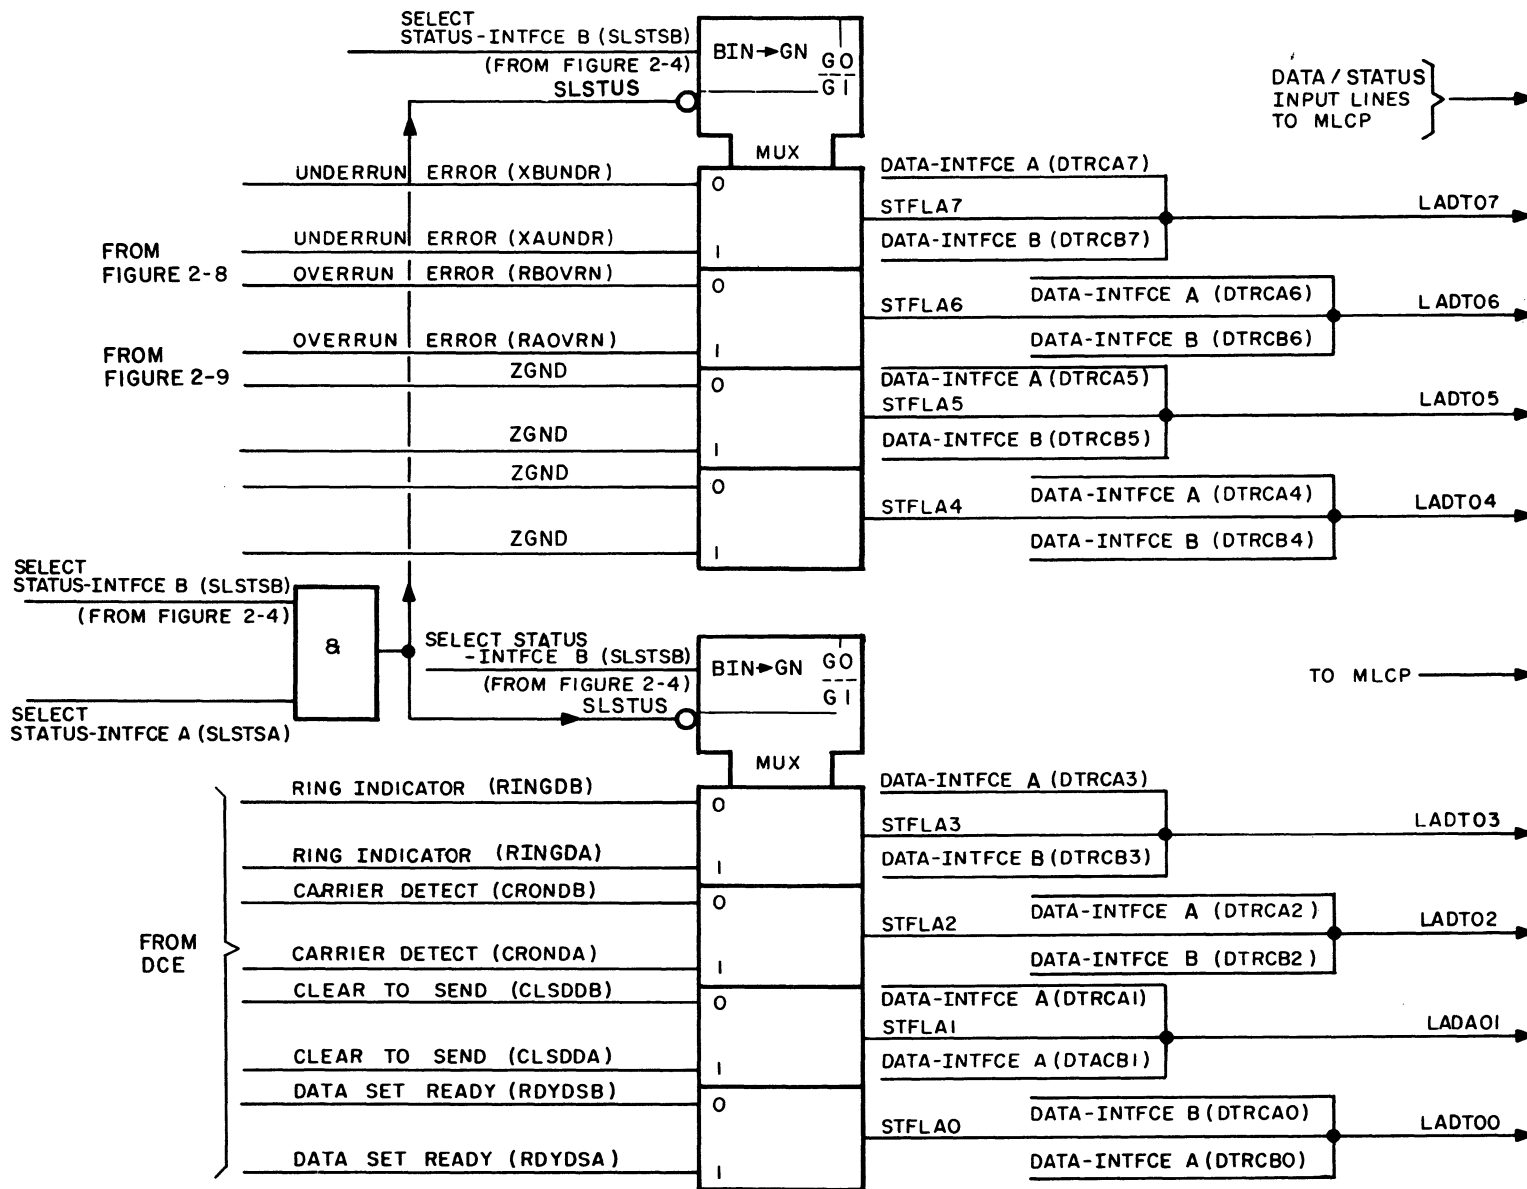 SELECT
STATUS-INTFCE B (SLSTSB)
(FROM FIGURE 2-4)
SLSTUS
BIN→GN
G0
G1
MUX
DATA/STATUS
INPUT LINES
TO MLCP
UNDERRUN ERROR (XBUNDR)
0
DATA-INTFCE A (DTRCA7)
STFLA7
LADT07
DATA-INTFCE B (DTRCB7)
FROM
FIGURE 2-8
UNDERRUN ERROR (XAUNDR)
1
OVERRUN ERROR (RBOVRN)
0
DATA-INTFCE A (DTRCA6)
STFLA6
LADT06
DATA-INTFCE B (DTRCB6)
FROM
FIGURE 2-9
OVERRUN ERROR (RAOVRN)
1
ZGND
0
DATA-INTFCE A (DTRCA5)
STFLA5
LADT05
DATA-INTFCE B (DTRCB5)
ZGND
1
ZGND
0
DATA-INTFCE A (DTRCA4)
STFLA4
LADT04
DATA-INTFCE B (DTRCB4)
ZGND
1
SELECT
STATUS-INTFCE B (SLSTSB)
(FROM FIGURE 2-4)
&
SELECT
STATUS-INTFCE A (SLSTSA)
SELECT STATUS
-INTFCE B (SLSTSB)
(FROM FIGURE 2-4)
SLSTUS
BIN→GN
G0
G1
MUX
TO MLCP
FROM
DCE
RING INDICATOR (RINGDB)
0
DATA-INTFCE A (DTRCA3)
STFLA3
LADT03
DATA-INTFCE B (DTRCB3)
RING INDICATOR (RINGDA)
1
CARRIER DETECT (CRONDB)
0
DATA-INTFCE A (DTRCA2)
STFLA2
LADT02
DATA-INTFCE B (DTRCB2)
CARRIER DETECT (CRONDA)
1
CLEAR TO SEND (CLSDDB)
0
DATA-INTFCE A (DTRCA1)
STFLA1
LADA01
DATA-INTFCE A (DTACB1)
CLEAR TO SEND (CLSDDA)
1
DATA SET READY (RDYDSB)
0
DATA-INTFCE B (DTRCA0)
STFLA0
LADT00
DATA-INTFCE A (DTRCB0)
DATA SET READY (RDYDSA)
1